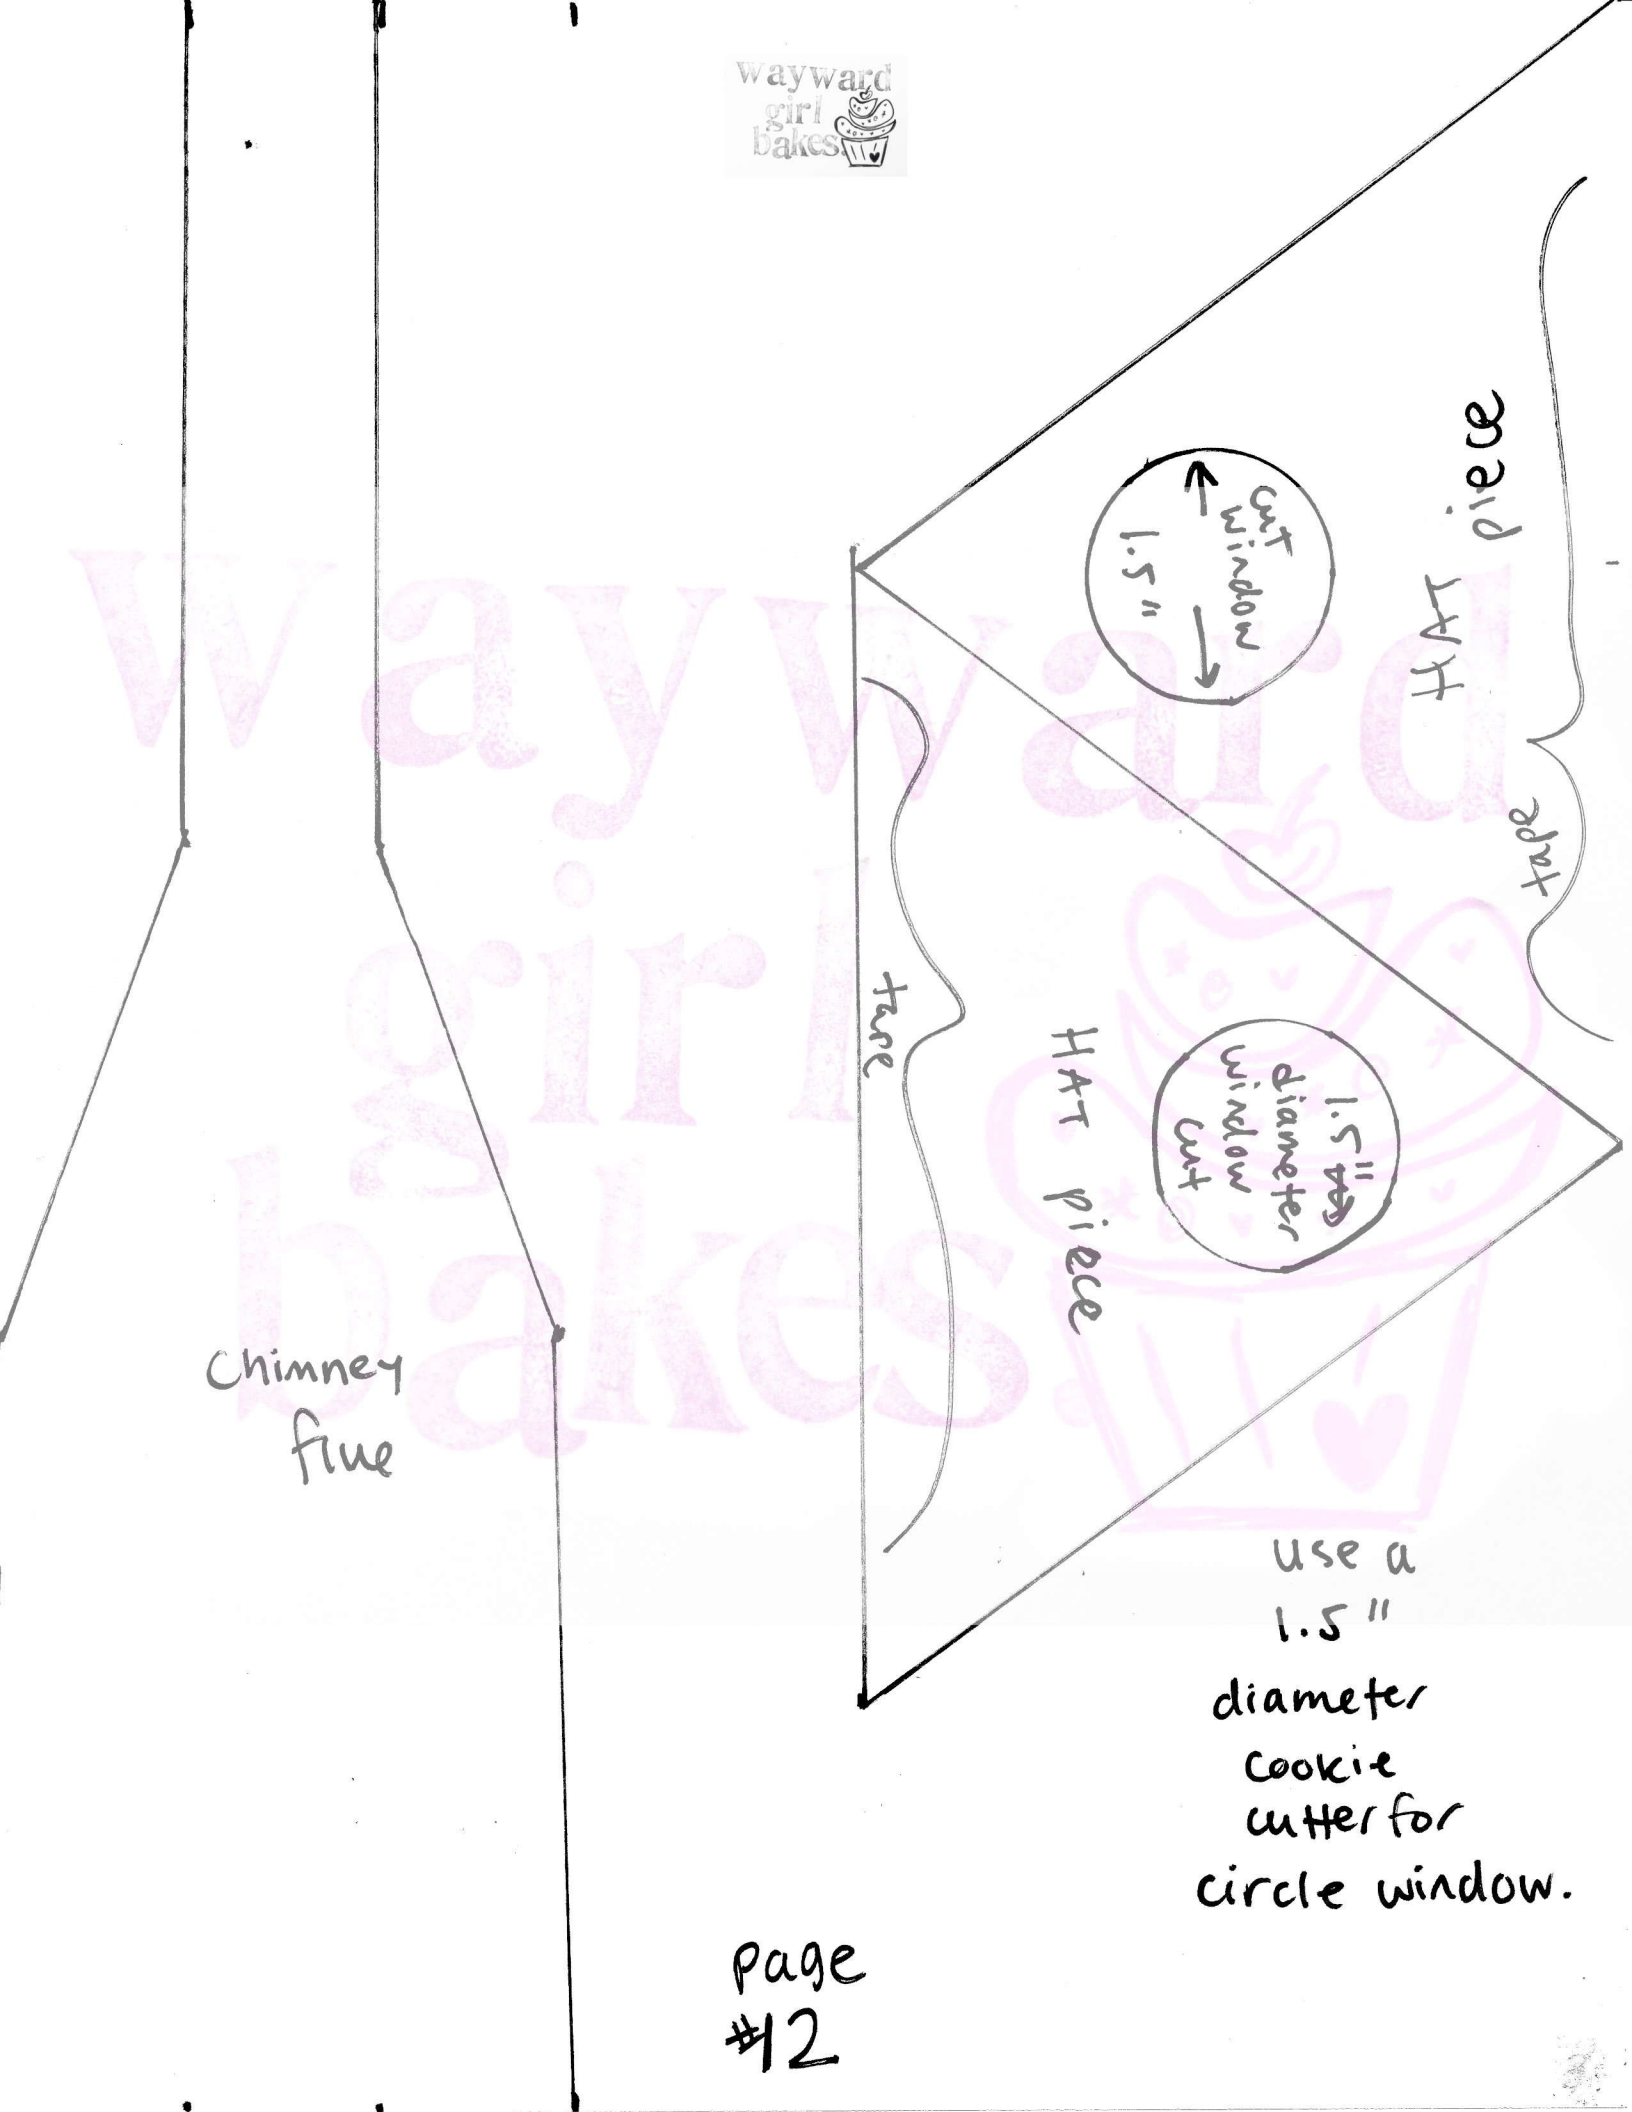 wayward
girl
bakes.
HAT piece
cut
window
1.5"
tape
wayward
girl
bakes.
tape
HAT piece
1.5"
diameter
window
cut
Chimney
flue
use a
1.5"
diameter
cookie
cutter for
circle window.
page
#12